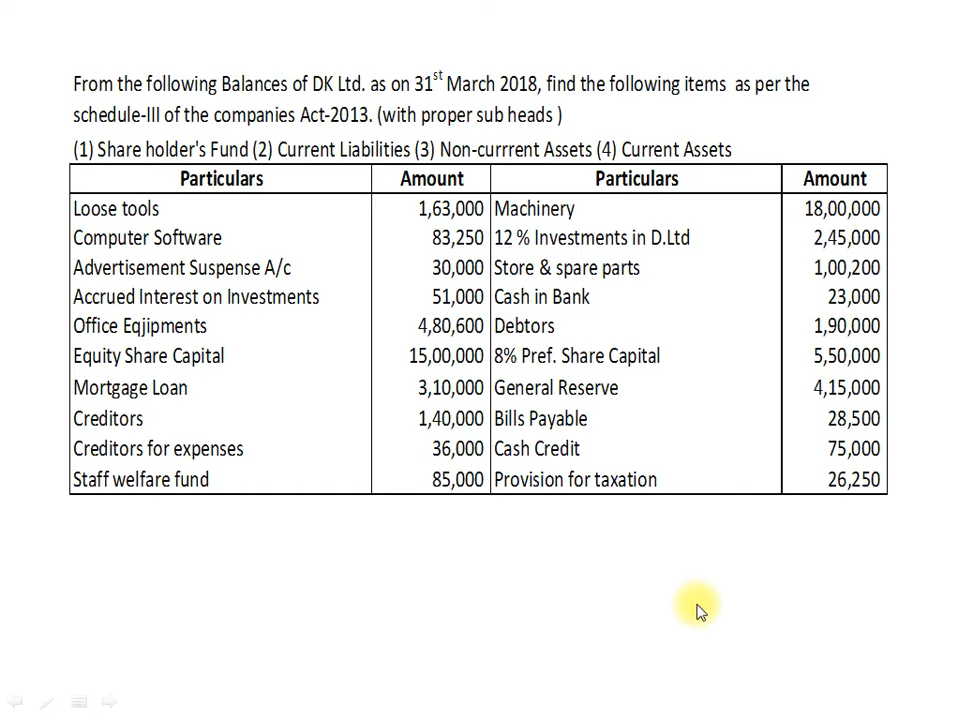 From the following Balances of DK Ltd. as on 31st March 2018, find the following items as per the
schedule-III of the companies Act-2013. (with proper sub heads )
(1) Share holder's Fund (2) Current Liabilities (3) Non-currrent Assets (4) Current Assets
Particulars Amount Particulars Amount
Loose tools 1,63,000 Machinery 18,00,000
Computer Software 83,250 12 % Investments in D.Ltd 2,45,000
Advertisement Suspense A/c 30,000 Store & spare parts 1,00,200
Accrued Interest on Investments 51,000 Cash in Bank 23,000
Office Eqjipments 4,80,600 Debtors 1,90,000
Equity Share Capital 15,00,000 8% Pref. Share Capital 5,50,000
Mortgage Loan 3,10,000 General Reserve 4,15,000
Creditors 1,40,000 Bills Payable 28,500
Creditors for expenses 36,000 Cash Credit 75,000
Staff welfare fund 85,000 Provision for taxation 26,250